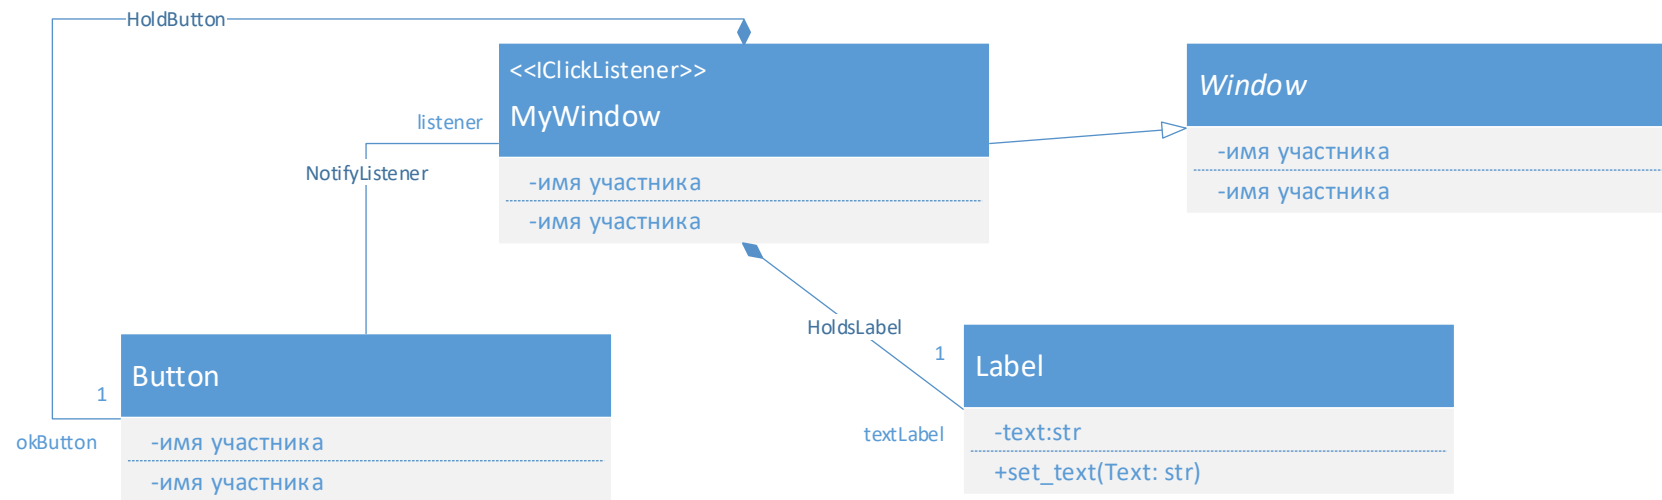 HoldButton
<<IClickListener>>
MyWindow
-имя участника
-имя участника
Window
-имя участника
-имя участника
listener
NotifyListener
HoldsLabel
1
textLabel
Label
-text:str
+set_text(Text: str)
1
okButton
Button
-имя участника
-имя участника